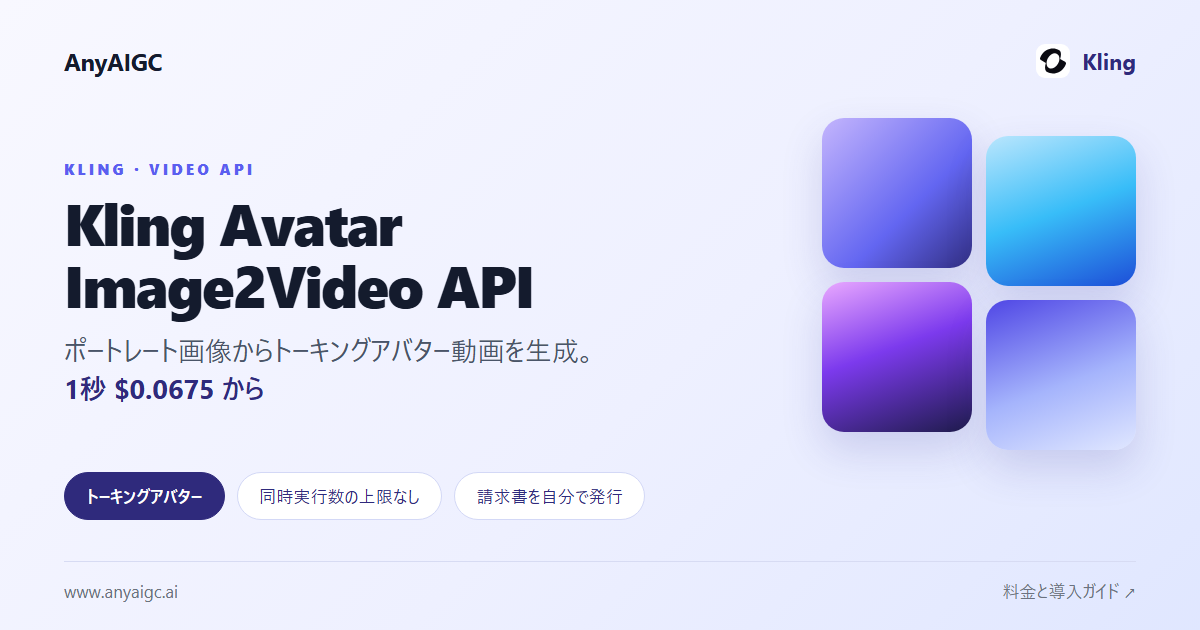 AnyAIGC
Kling
KLING · VIDEO API
Kling Avatar
Image2Video API
ポートレート画像からトーキングアバター動画を生成。
1秒 $0.0675 から
トーキングアバター
同時実行数の上限なし
請求書を自分で発行
www.anyaigc.ai
料金と導入ガイド ↗